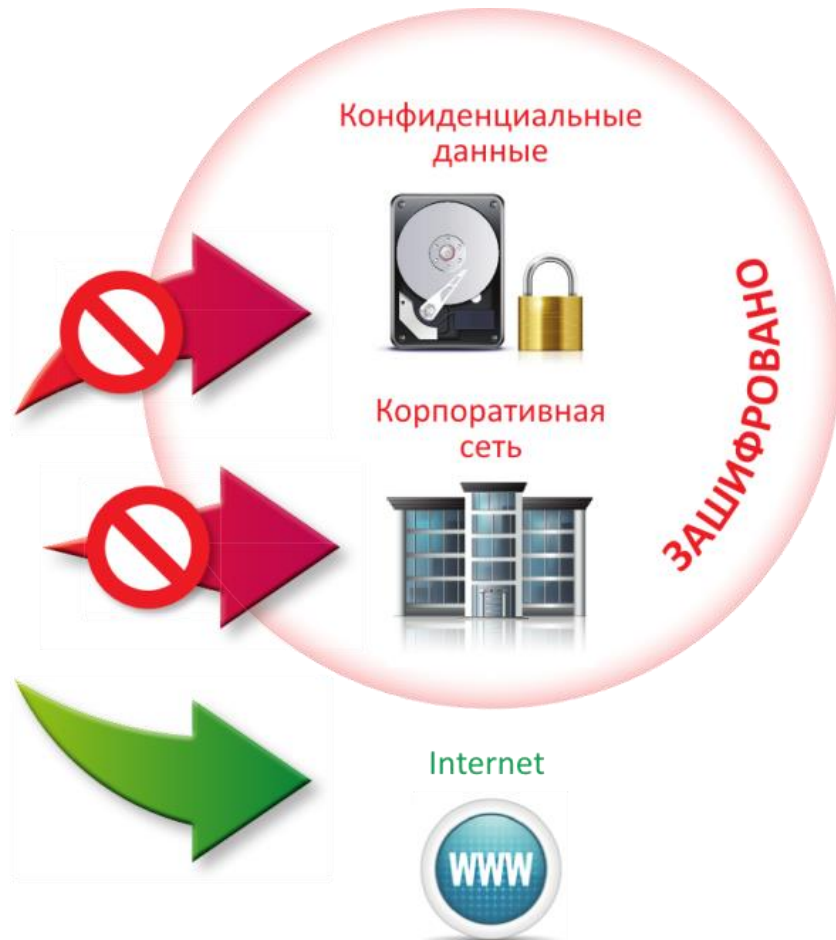 Конфиденциальные
данные
ЗАШИФРОВАНО
Корпоративная
сеть
Internet
WWW